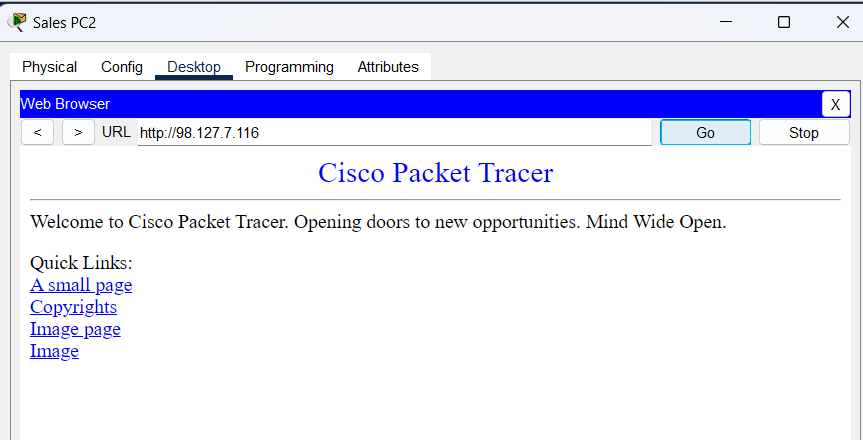 Sales PC2
Physical Config Desktop Programming Attributes
Web Browser X
< > URL http://98.127.7.116 Go Stop
Cisco Packet Tracer
Welcome to Cisco Packet Tracer. Opening doors to new opportunities. Mind Wide Open.
Quick Links:
A small page
Copyrights
Image page
Image